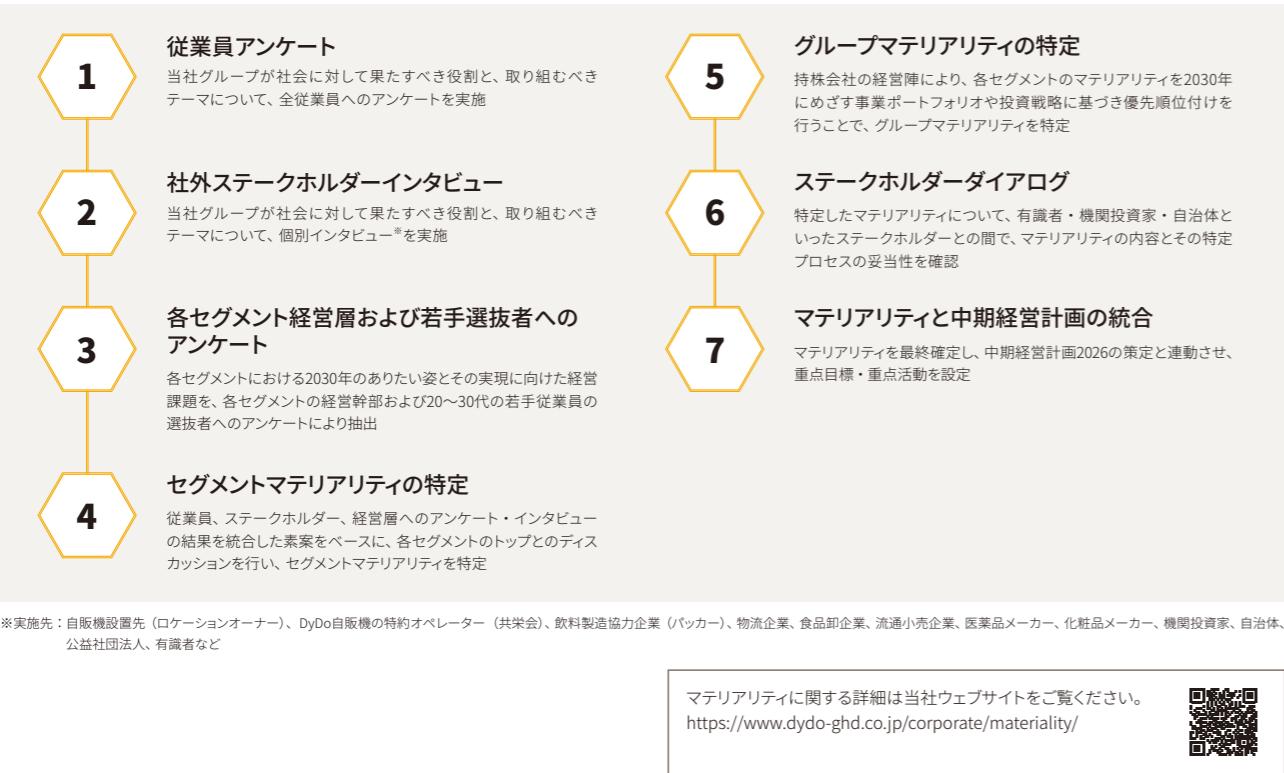 1
従業員アンケート
当社グループが社会に対して果たすべき役割と、取り組むべき
テーマについて、全従業員へのアンケートを実施
2
社外ステークホルダーインタビュー
当社グループが社会に対して果たすべき役割と、取り組むべき
テーマについて、個別インタビュー※を実施
3
各セグメント経営層および若手選抜者への
アンケート
各セグメントにおける2030年のありたい姿とその実現に向けた経営
課題を、各セグメントの経営幹部および20～30代の若手従業員の
選抜者へのアンケートにより抽出
4
セグメントマテリアリティの特定
従業員、ステークホルダー、経営層へのアンケート・インタビュー
の結果を統合した素案をベースに、各セグメントのトップとのディス
カッションを行い、セグメントマテリアリティを特定
5
グループマテリアリティの特定
持株会社の経営陣により、各セグメントのマテリアリティを2030年
にめざす事業ポートフォリオや投資戦略に基づき優先順位付けを
行うことで、グループマテリアリティを特定
6
ステークホルダーダイアログ
特定したマテリアリティについて、有識者・機関投資家・自治体と
いったステークホルダーとの間で、マテリアリティの内容とその特定
プロセスの妥当性を確認
7
マテリアリティと中期経営計画の統合
マテリアリティを最終確定し、中期経営計画2026の策定と連動させ、
重点目標・重点活動を設定
※実施先：自販機設置先（ロケーションオーナー）、DyDo自販機の特約オペレーター（共栄会）、飲料製造協力企業（パッカー）、物流企業、食品卸企業、流通小売企業、医薬品メーカー、化粧品メーカー、機関投資家、自治体、
公益社団法人、有識者など
マテリアリティに関する詳細は当社ウェブサイトをご覧ください。
https://www.dydo-ghd.co.jp/corporate/materiality/